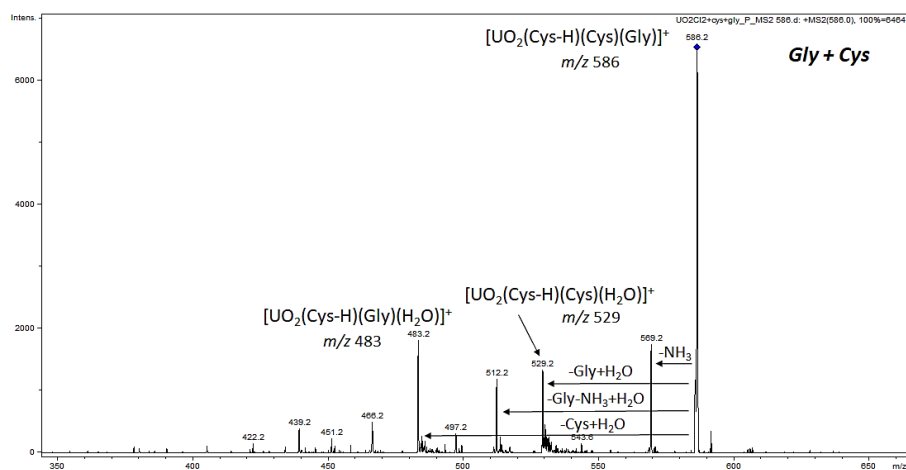 Intens.
UO2Cl2+cys+gly_P_MS2 586.d: +MS2(586.0), 100%=6464
586.2
[UO₂(Cys-H)(Cys)(Gly)]⁺
m/z 586
Gly + Cys
6000
4000
[UO₂(Cys-H)(Cys)(H₂O)]⁺
m/z 529
[UO₂(Cys-H)(Gly)(H₂O)]⁺
m/z 483
2000
483.2
569.2
-NH₃
529.2
-Gly+H₂O
512.2
-Gly-NH₃+H₂O
-Cys+H₂O
466.2
439.2
451.2
497.2
422.2
543.6
0
350
400
450
500
550
600
m/z